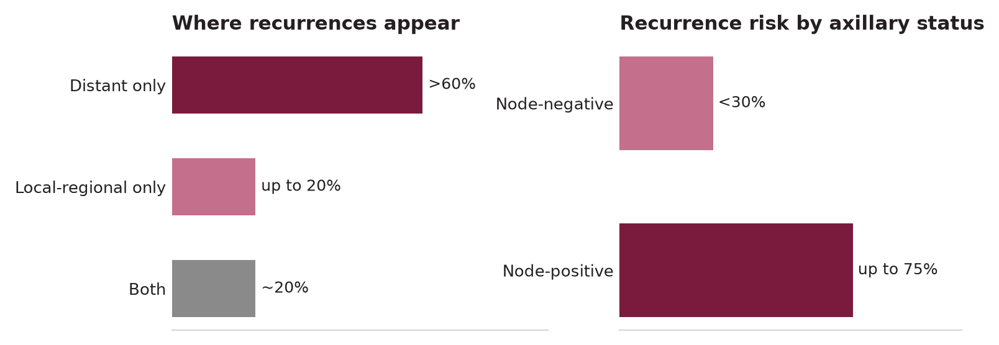 Where recurrences appear
Distant only
>60%
Local-regional only
up to 20%
Both
~20%
Recurrence risk by axillary status
Node-negative
<30%
Node-positive
up to 75%